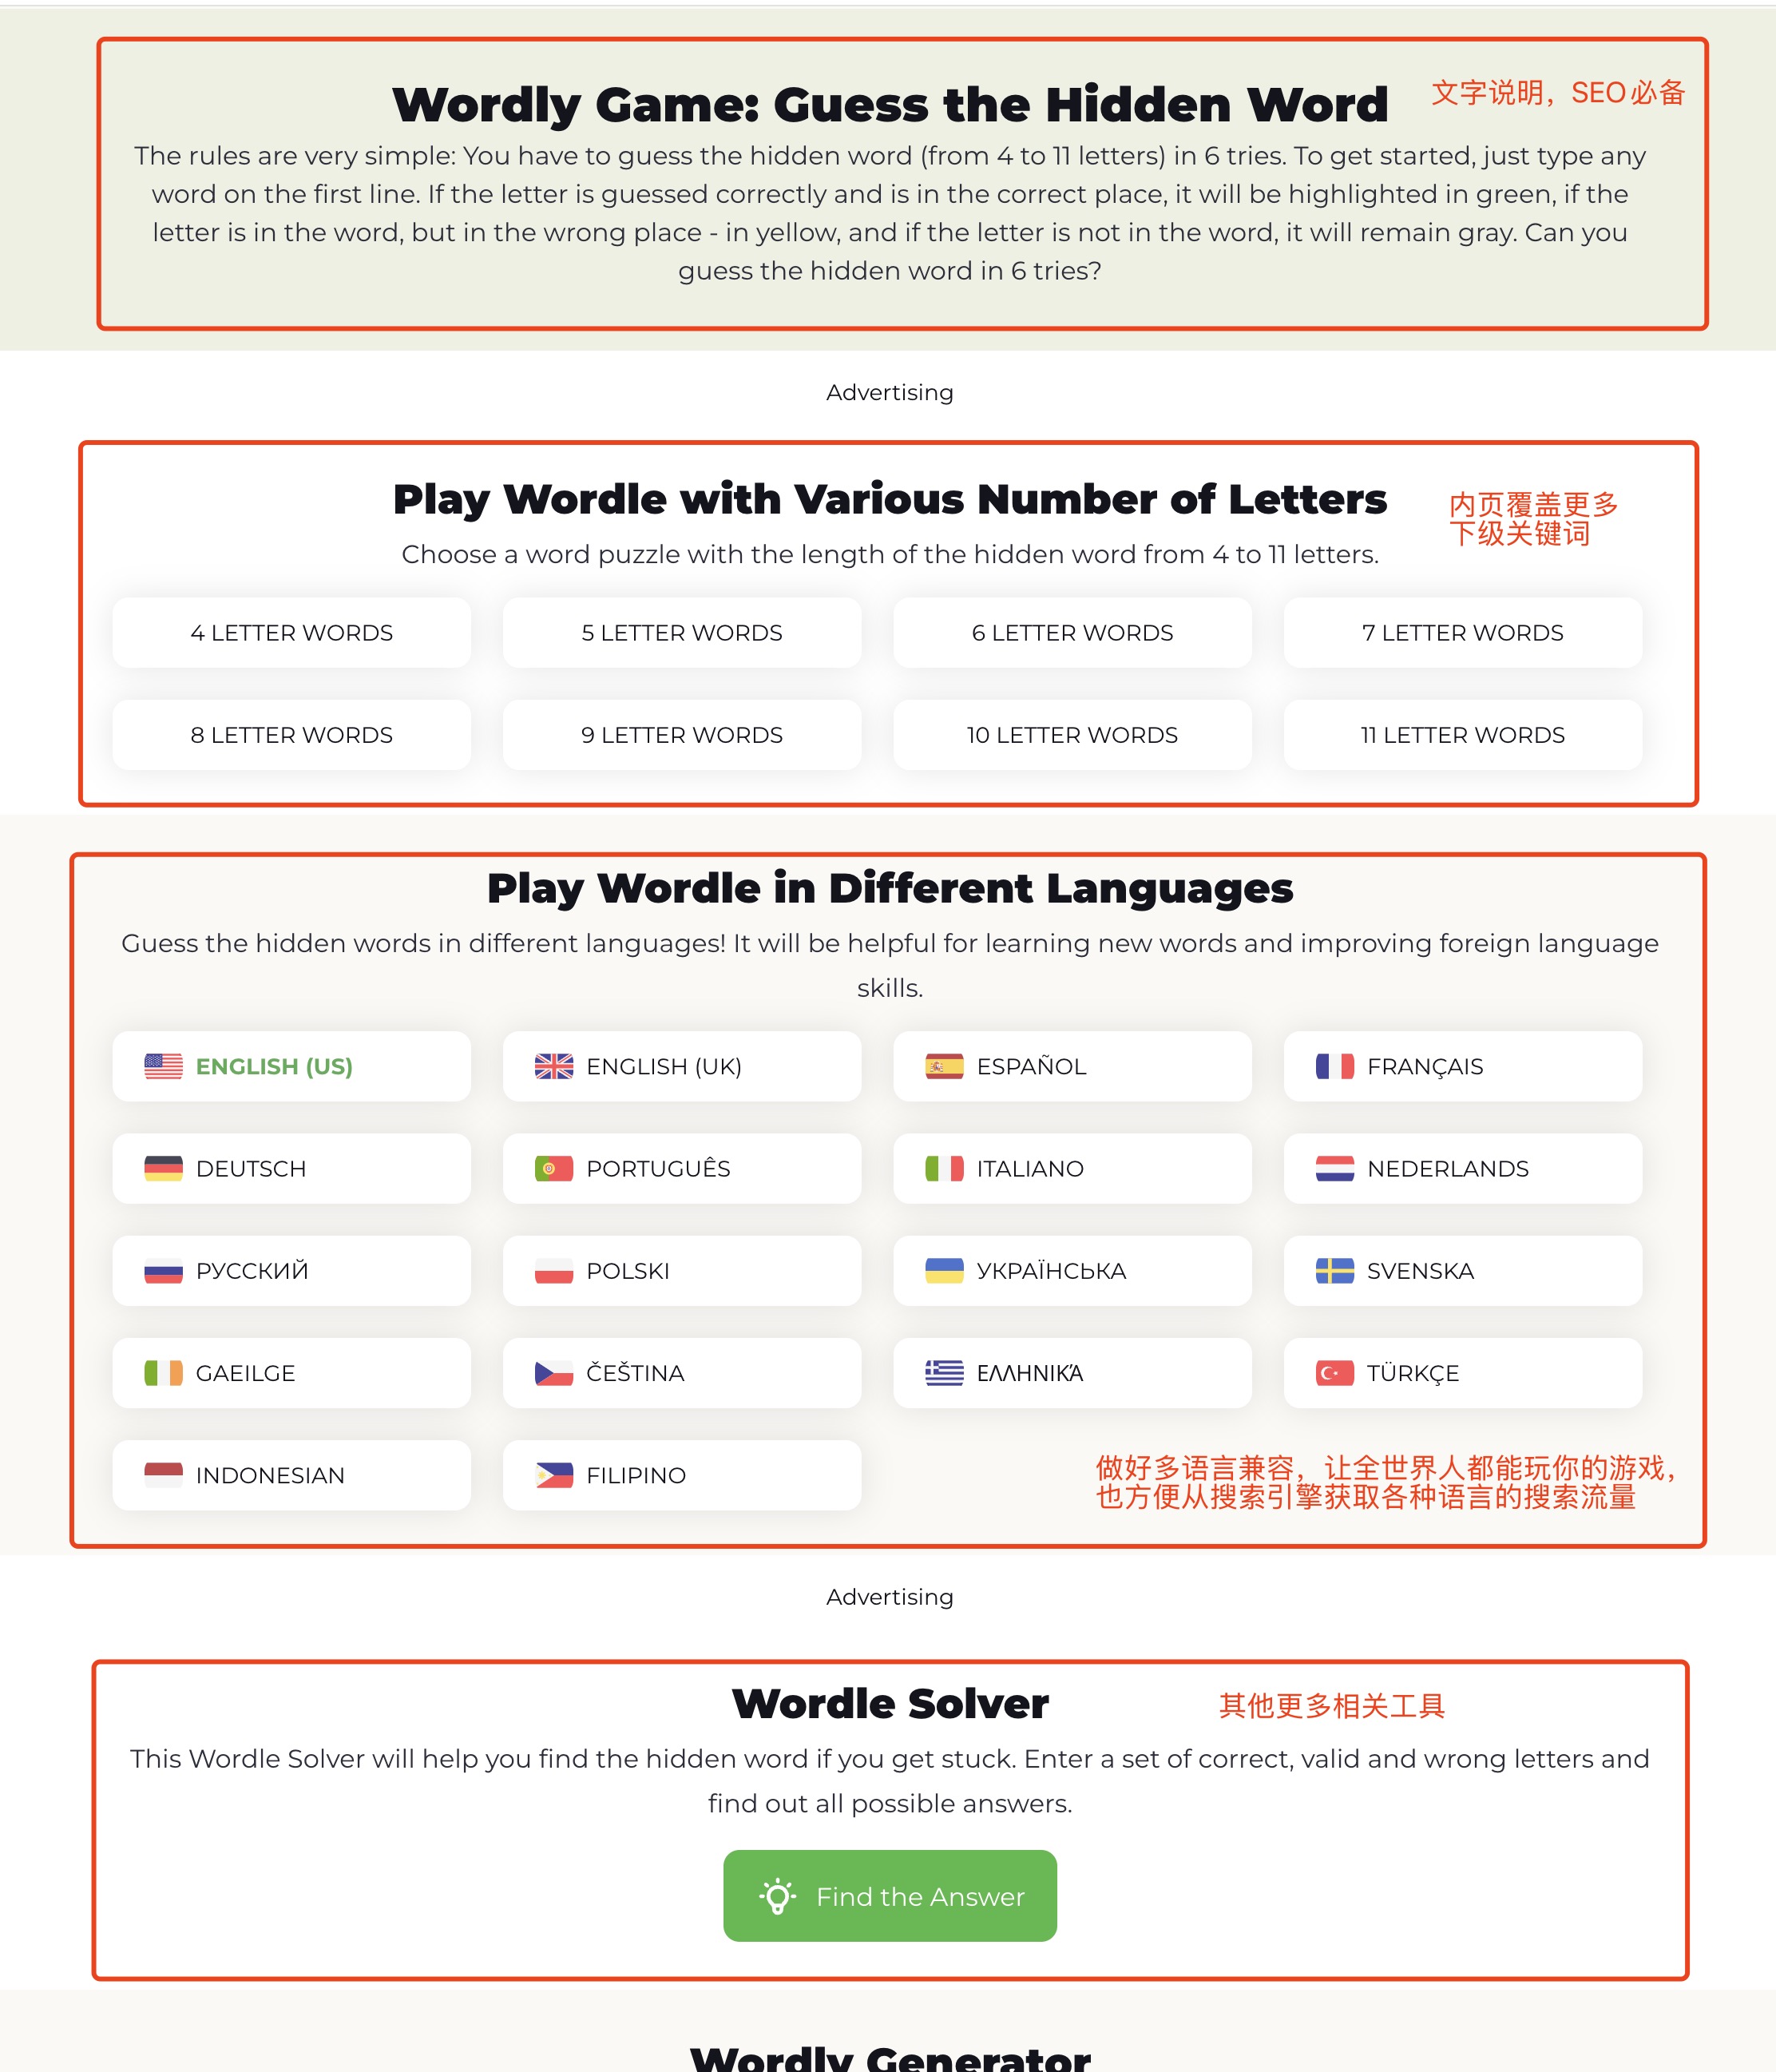 Wordly Game: Guess the Hidden Word
文字说明，SEO必备
The rules are very simple: You have to guess the hidden word (from 4 to 11 letters) in 6 tries. To get started, just type any
word on the first line. If the letter is guessed correctly and is in the correct place, it will be highlighted in green, if the
letter is in the word, but in the wrong place - in yellow, and if the letter is not in the word, it will remain gray. Can you
guess the hidden word in 6 tries?
Advertising
Play Wordle with Various Number of Letters
内页覆盖更多
下级关键词
Choose a word puzzle with the length of the hidden word from 4 to 11 letters.
4 LETTER WORDS
5 LETTER WORDS
6 LETTER WORDS
7 LETTER WORDS
8 LETTER WORDS
9 LETTER WORDS
10 LETTER WORDS
11 LETTER WORDS
Play Wordle in Different Languages
Guess the hidden words in different languages! It will be helpful for learning new words and improving foreign language
skills.
ENGLISH (US)
ENGLISH (UK)
ESPAÑOL
FRANÇAIS
DEUTSCH
PORTUGUÊS
ITALIANO
NEDERLANDS
РУССКИЙ
POLSKI
УКРАЇНСЬКА
SVENSKA
GAEILGE
ČEŠTINA
ΕΛΛΗΝΙΚΆ
TÜRKÇE
INDONESIAN
FILIPINO
做好多语言兼容，让全世界人都能玩你的游戏，
也方便从搜索引擎获取各种语言的搜索流量
Advertising
Wordle Solver
其他更多相关工具
This Wordle Solver will help you find the hidden word if you get stuck. Enter a set of correct, valid and wrong letters and
find out all possible answers.
Find the Answer
Wordly Generator